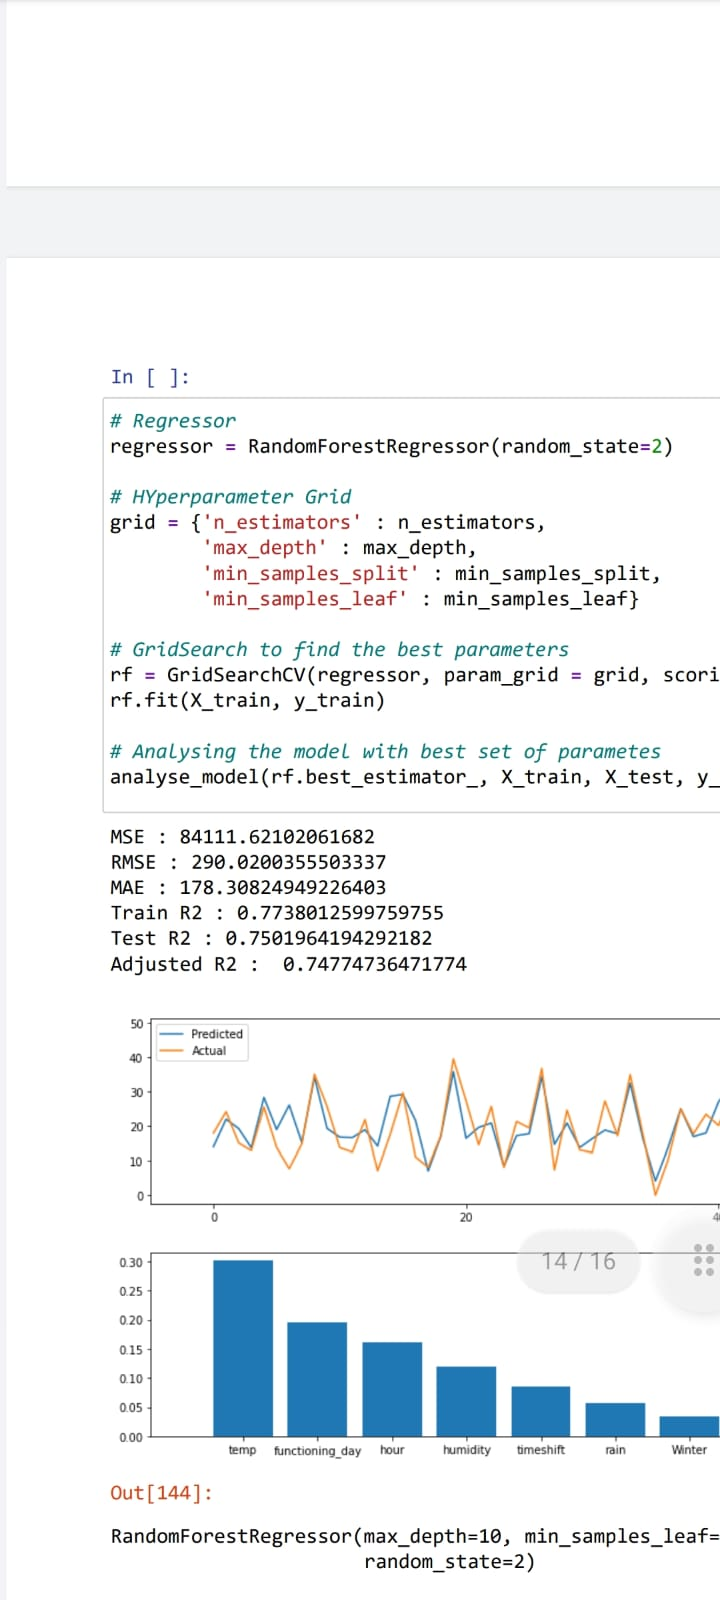 In [ ]:
# Regressor
regressor = RandomForestRegressor(random_state=2)
# HYperparameter Grid
grid = {'n_estimators' : n_estimators,
'max_depth' : max_depth,
'min_samples_split' : min_samples_split,
'min_samples_leaf' : min_samples_leaf}
# GridSearch to find the best parameters
rf = GridSearchCV(regressor, param_grid = grid, scori
rf.fit(X_train, y_train)
# Analysing the model with best set of parametes
analyse_model(rf.best_estimator_, X_train, X_test, y_
MSE : 84111.62102061682
RMSE : 290.0200355503337
MAE : 178.30824949226403
Train R2 : 0.7738012599759755
Test R2 : 0.7501964194292182
Adjusted R2 : 0.74774736471774
50
40
30
20
10
0
Predicted
Actual
0 20 4
14 / 16
0.30
0.25
0.20
0.15
0.10
0.05
0.00
temp functioning_day hour humidity timeshift rain Winter
Out[144]:
RandomForestRegressor(max_depth=10, min_samples_leaf=
random_state=2)